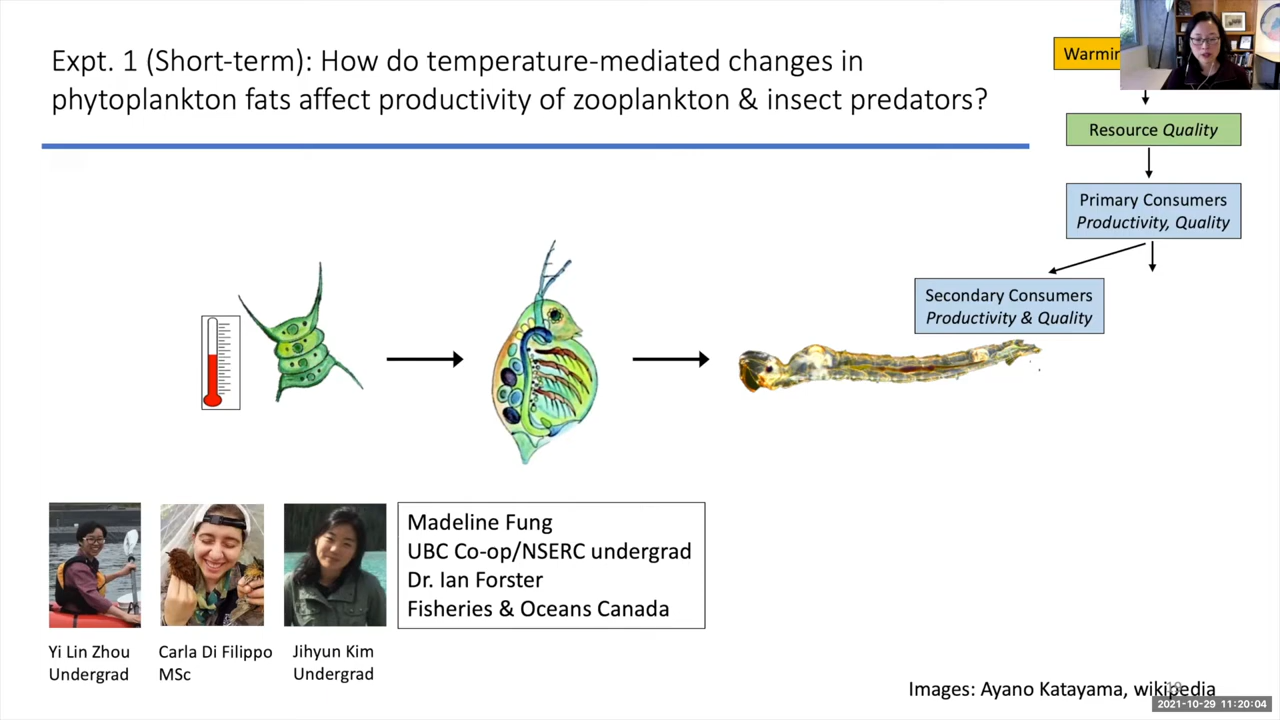 Expt. 1 (Short-term): How do temperature-mediated changes in
phytoplankton fats affect productivity of zooplankton & insect predators?
Resource Quality
Primary Consumers
Productivity, Quality
Secondary Consumers
Productivity & Quality
Madeline Fung
UBC Co-op/NSERC undergrad
Dr. Ian Forster
Fisheries & Oceans Canada
Yi Lin Zhou
Undergrad
Carla Di Filippo
MSc
Jihyun Kim
Undergrad
Images: Ayano Katayama, wikipedia
2021-10-29 11:20:04